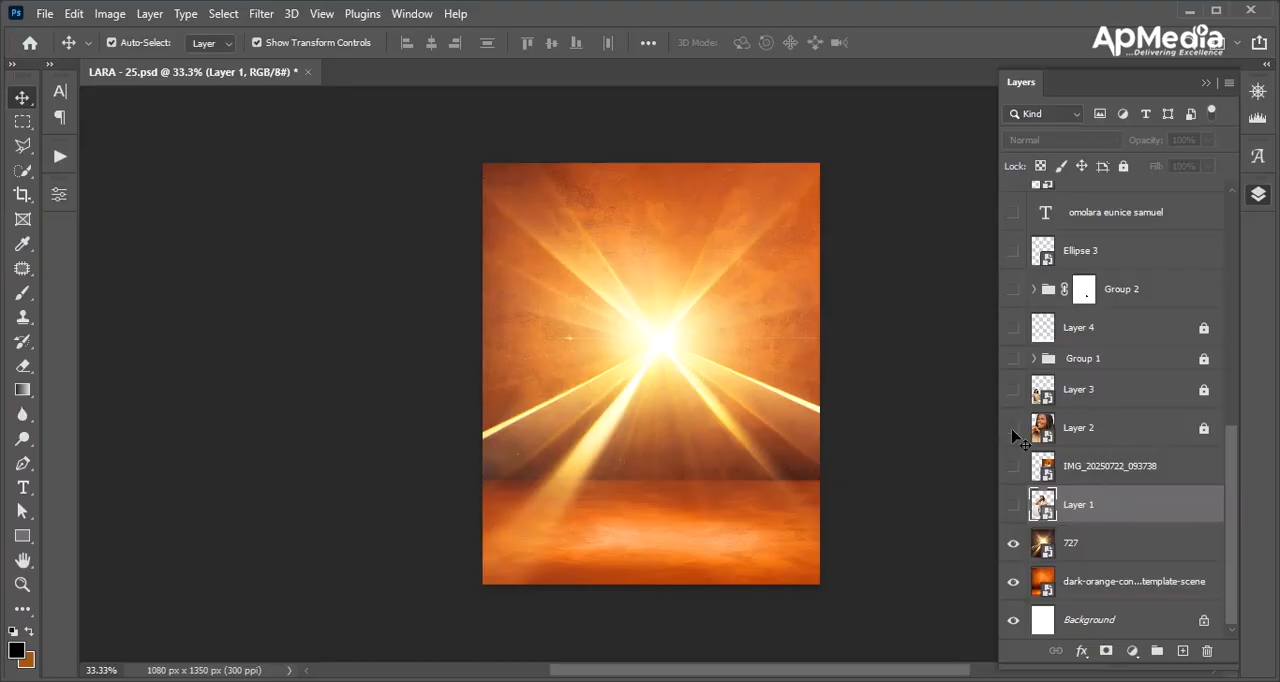 Ps File Edit Image Layer Type Select Filter 3D View Plugins Window Help
ApMedia
...Delivering Excellence
Auto-Select: Layer Show Transform Controls 3D Mode:
LARA - 25.psd @ 33.3% (Layer 1, RGB/8#) * ×
Layers
Kind
Normal Opacity: 100%
Lock: Fill: 100%
omolara eunice samuel
Ellipse 3
Group 2
Layer 4
Group 1
Layer 3
Layer 2
IMG_20250722_093738
Layer 1
727
dark-orange-con...template-scene
Background
33.33% 1080 px x 1350 px (300 ppi)